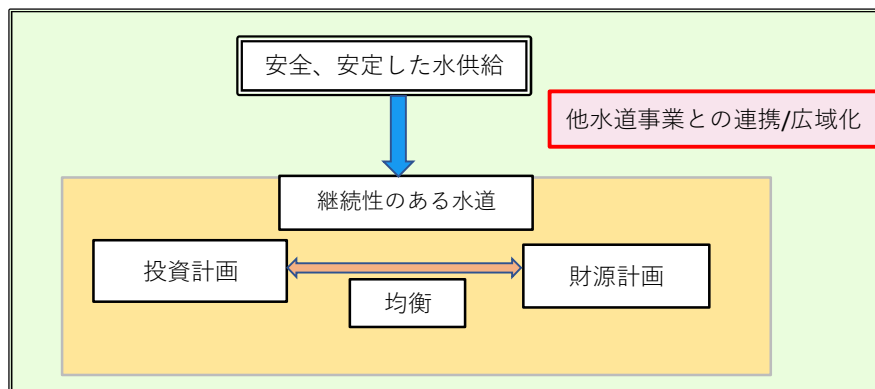 安全、安定した水供給
他水道事業との連携/広域化
継続性のある水道
投資計画
財源計画
均衡